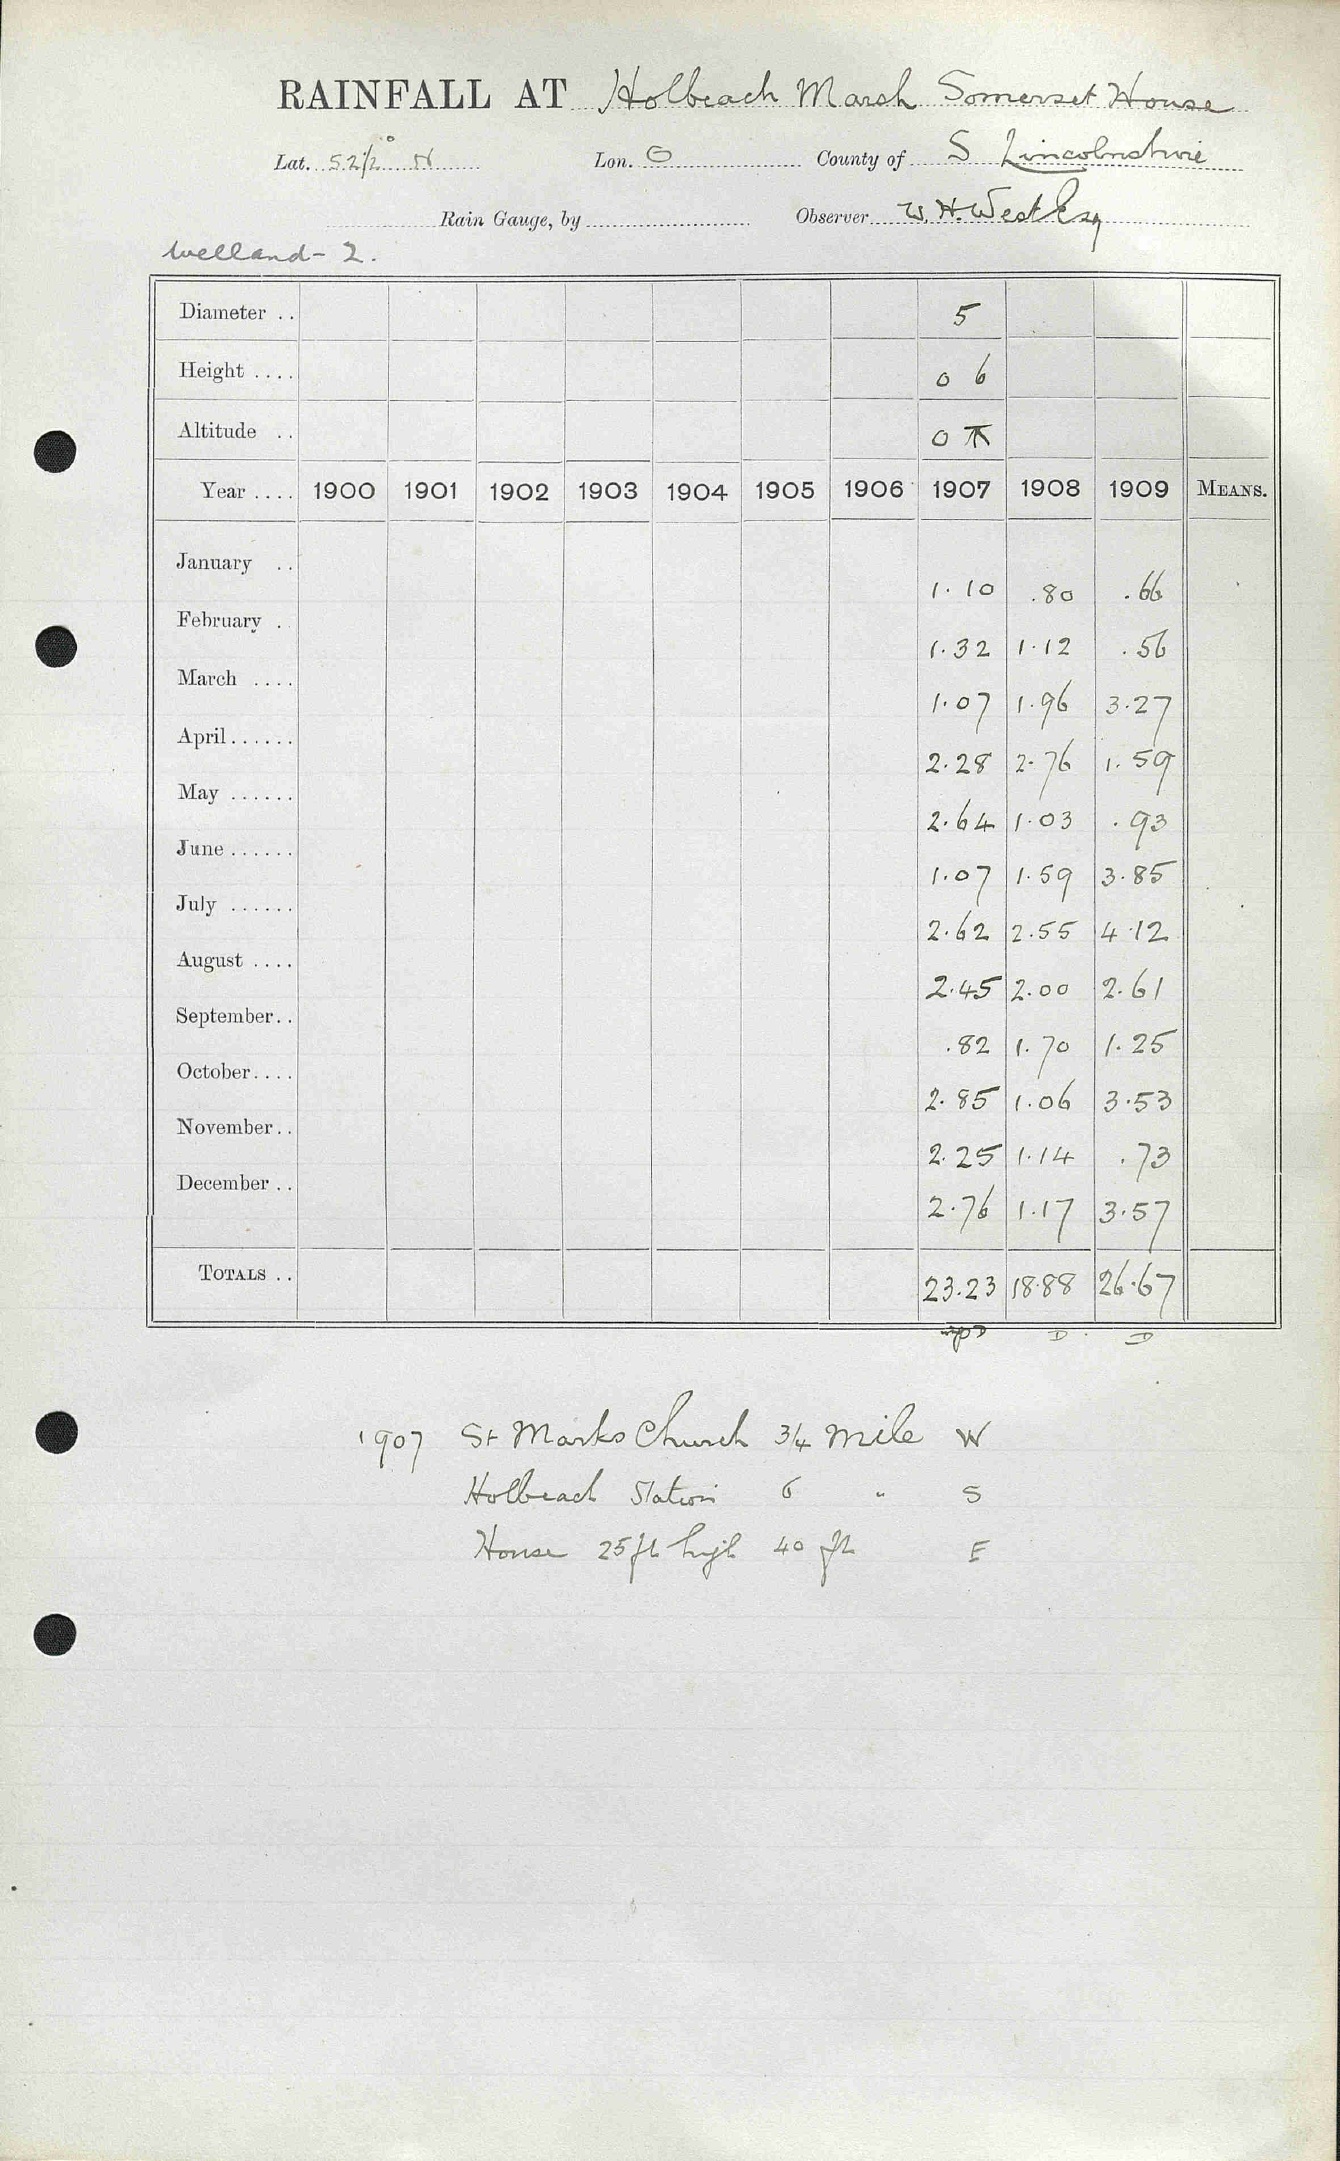 RAINFALL AT Holbeach Marsh Somerset House
Lat. 52½° N Lon. 0 County of S Lincolnshire
Rain Gauge, by Observer W. H. West Esq
Welland - 2.
Diameter .. 5
Height .... 0 6
Altitude .. 0
Year .... 1900 1901 1902 1903 1904 1905 1906 1907 1908 1909 MEANS.
January .. 1.10 .80 .66
February .. 1.32 1.12 .56
March .... 1.07 1.96 3.27
April ...... 2.28 2.76 1.59
May ...... 2.64 1.03 .93
June ...... 1.07 1.59 3.85
July ...... 2.62 2.55 4.12
August .... 2.45 2.00 2.61
September .. .82 1.70 1.25
October .... 2.85 1.06 3.53
November .. 2.25 1.14 .73
December .. 2.76 1.17 3.57
TOTALS .. 23.23 18.88 26.67
D D
1907 St Marks Church 3/4 mile W
Holbeach Station 6 " S
House 25 ft high 40 ft E